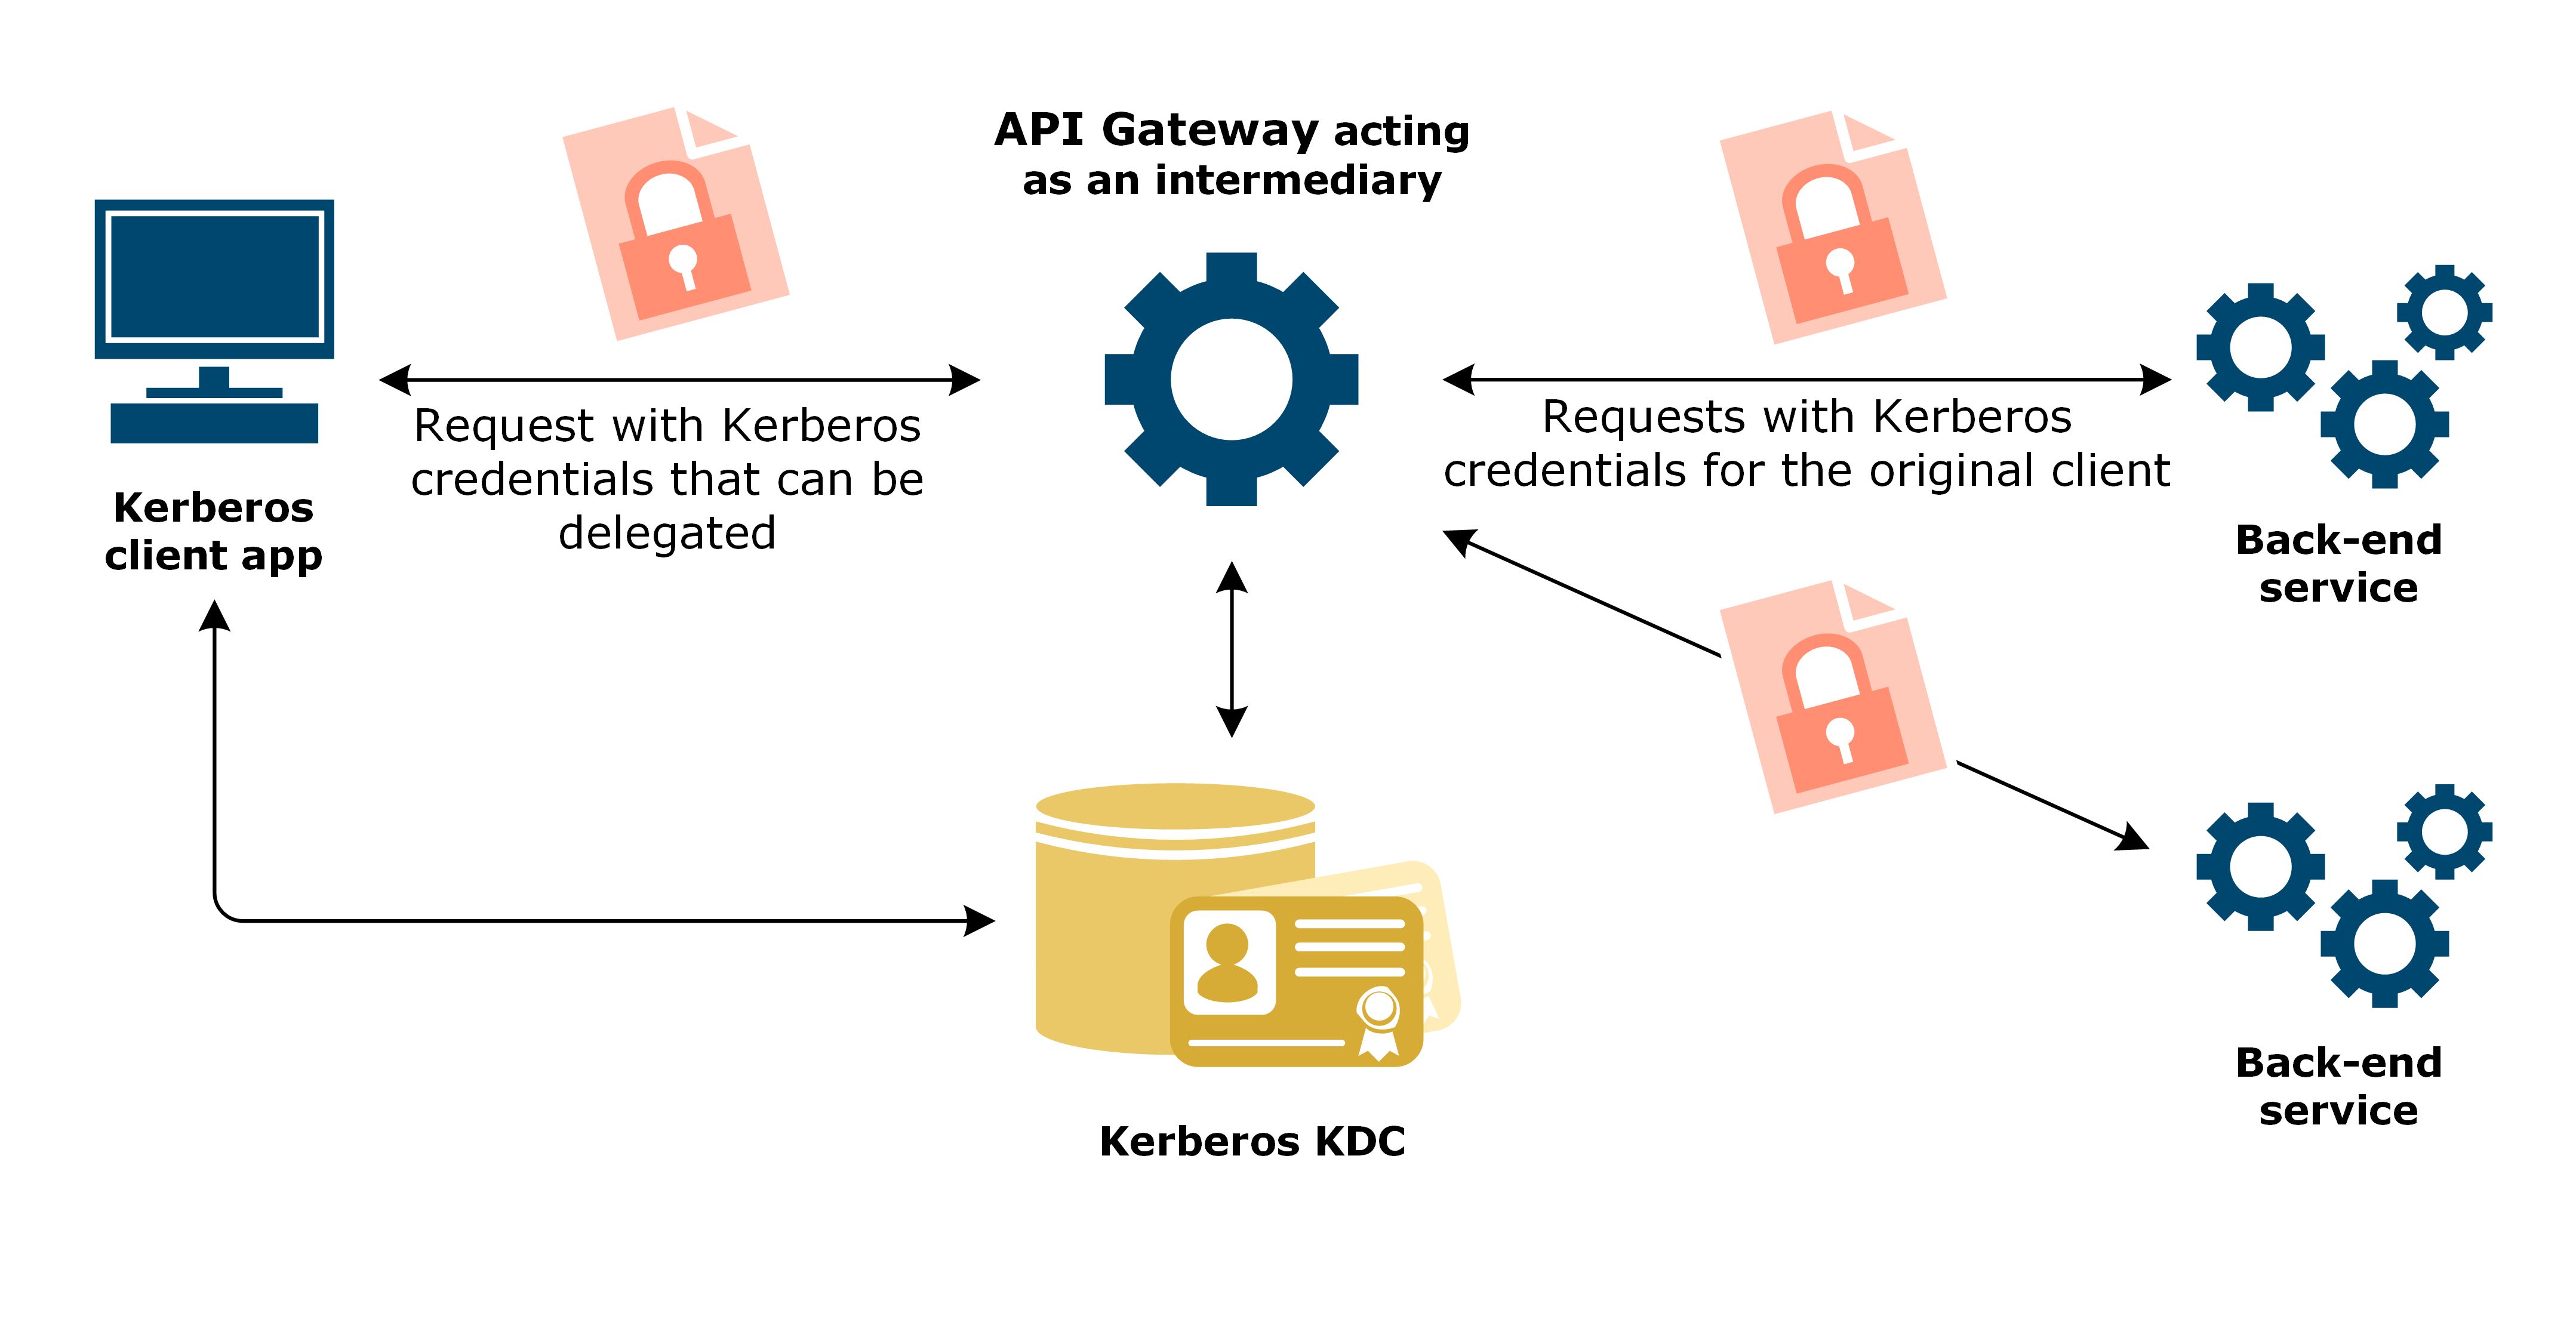 API Gateway acting
as an intermediary
Kerberos
client app
Request with Kerberos
credentials that can be
delegated
Requests with Kerberos
credentials for the original client
Back-end
service
Kerberos KDC
Back-end
service